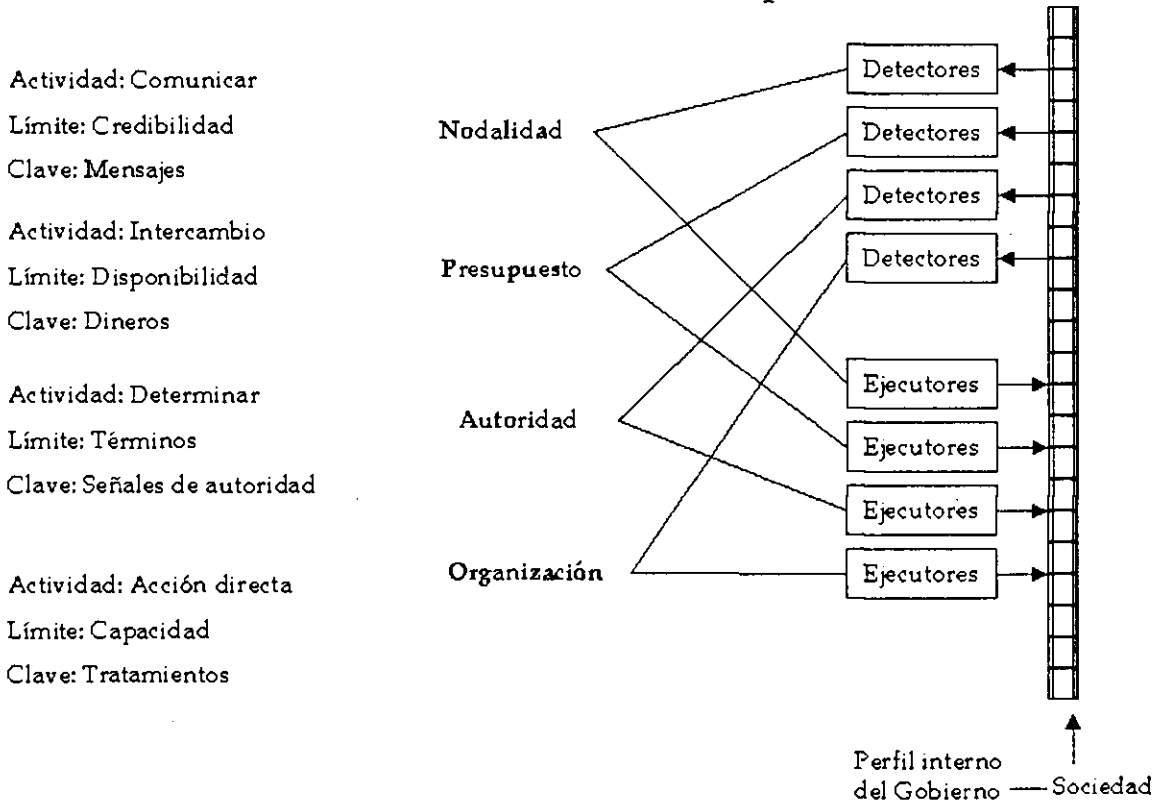 Actividad: Comunicar
Límite: Credibilidad
Clave: Mensajes
Actividad: Intercambio
Límite: Disponibilidad
Clave: Dineros
Actividad: Determinar
Límite: Términos
Clave: Señales de autoridad
Actividad: Acción directa
Límite: Capacidad
Clave: Tratamientos
Nodalidad
Presupuesto
Autoridad
Organización
Detectores
Detectores
Detectores
Detectores
Ejecutores
Ejecutores
Ejecutores
Ejecutores
Perfil interno
del Gobierno — Sociedad